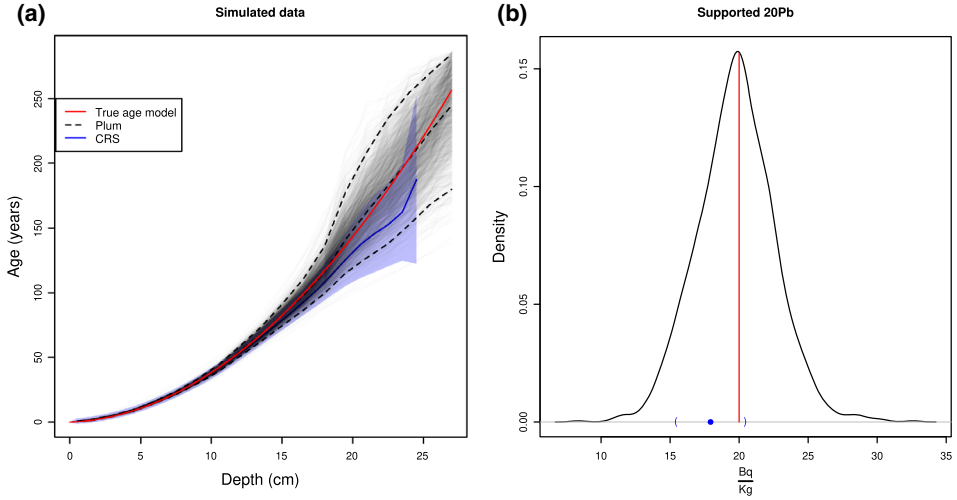 (a)
Simulated data
Age (years)
250
200
150
100
50
0
True age model
Plum
CRS
0 5 10 15 20 25
Depth (cm)
(b)
Supported 20Pb
Density
0.15
0.10
0.05
0.00
( )
10 15 20 25 30 35
Bq
Kg